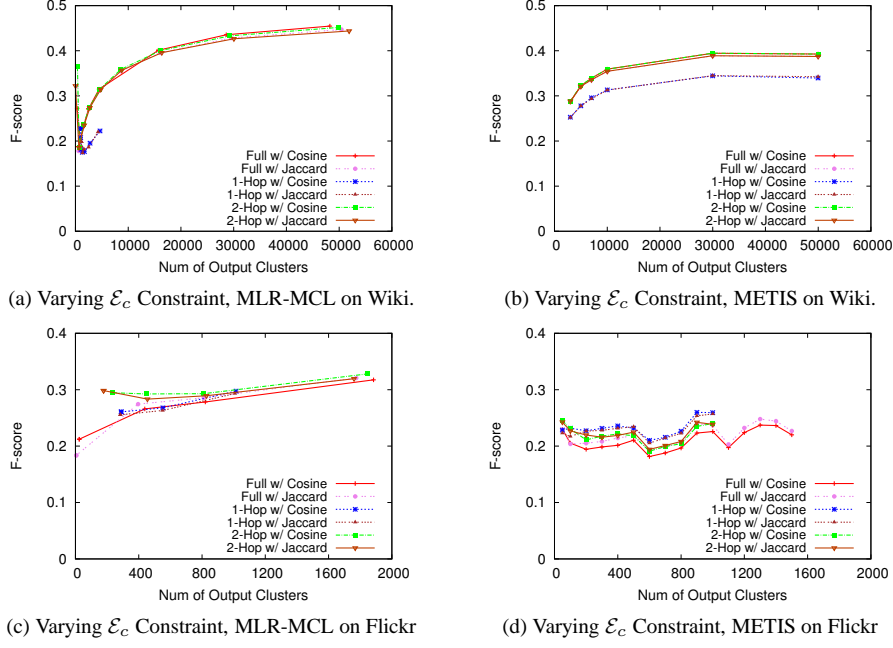 0.5
0.4
0.3
0.2
0.1
0
F-score
Full w/ Cosine
Full w/ Jaccard
1-Hop w/ Cosine
1-Hop w/ Jaccard
2-Hop w/ Cosine
2-Hop w/ Jaccard
0 10000 20000 30000 40000 50000 60000
Num of Output Clusters
(a) Varying ℰc Constraint, MLR-MCL on Wiki.
0.5
0.4
0.3
0.2
0.1
0
F-score
Full w/ Cosine
Full w/ Jaccard
1-Hop w/ Cosine
1-Hop w/ Jaccard
2-Hop w/ Cosine
2-Hop w/ Jaccard
0 10000 20000 30000 40000 50000 60000
Num of Output Clusters
(b) Varying ℰc Constraint, METIS on Wiki.
0.4
0.3
0.2
0.1
0
F-score
Full w/ Cosine
Full w/ Jaccard
1-Hop w/ Cosine
1-Hop w/ Jaccard
2-Hop w/ Cosine
2-Hop w/ Jaccard
0 400 800 1200 1600 2000
Num of Output Clusters
(c) Varying ℰc Constraint, MLR-MCL on Flickr
0.4
0.3
0.2
0.1
0
F-score
Full w/ Cosine
Full w/ Jaccard
1-Hop w/ Cosine
1-Hop w/ Jaccard
2-Hop w/ Cosine
2-Hop w/ Jaccard
0 400 800 1200 1600 2000
Num of Output Clusters
(d) Varying ℰc Constraint, METIS on Flickr